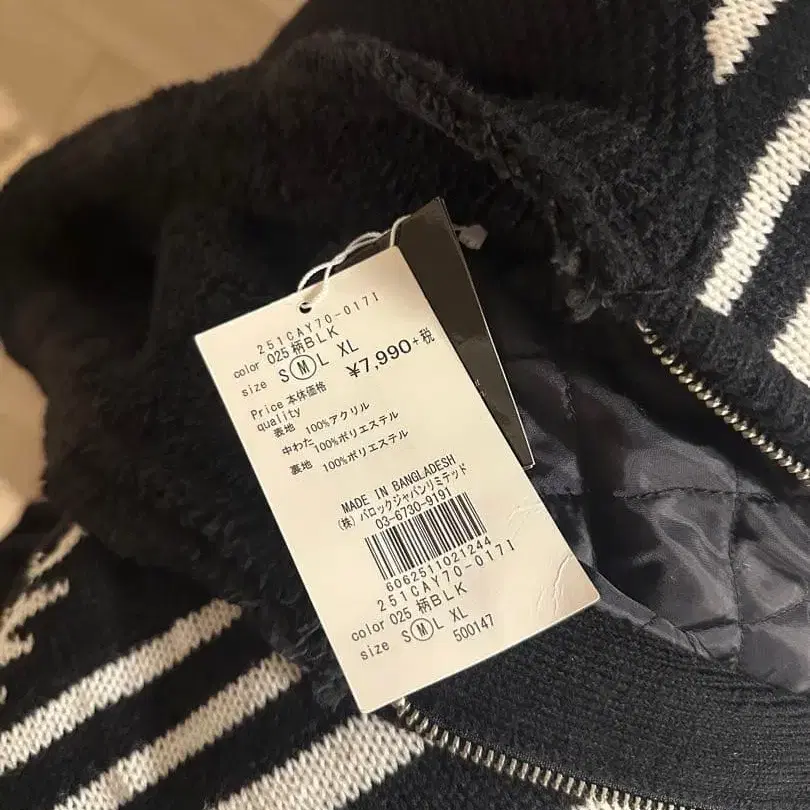 251CAY70-017I
color 025 柄BLK
size S M L XL
Price 本体価格 ¥7,990+税
quality
表地 100%アクリル
中わた 100%ポリエステル
裏地 100%ポリエステル
MADE IN BANGLADESH
(株) バロックジャパンリミテッド
03-6730-9191
6062511021244
251CAY70-017I
color 025 柄BLK
size S M L XL
500147